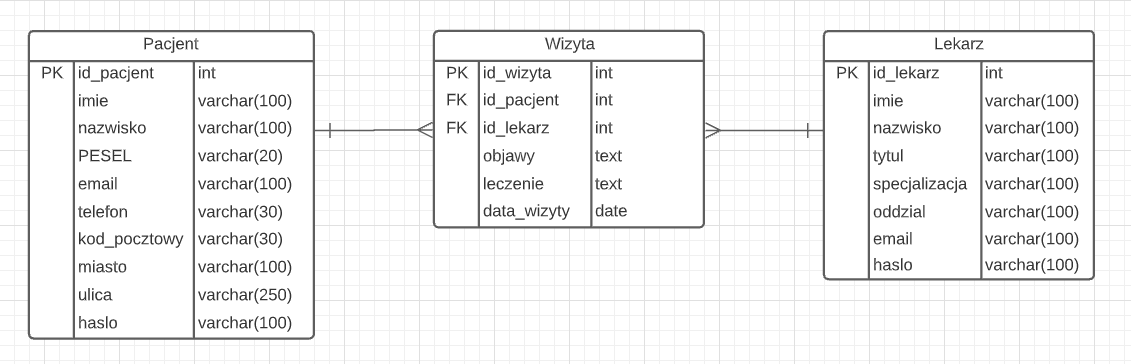 Pacjent
PK id_pacjent int
imie varchar(100)
nazwisko varchar(100)
PESEL varchar(20)
email varchar(100)
telefon varchar(30)
kod_pocztowy varchar(30)
miasto varchar(100)
ulica varchar(250)
haslo varchar(100)
Wizyta
PK id_wizyta int
FK id_pacjent int
FK id_lekarz int
objawy text
leczenie text
data_wizyty date
Lekarz
PK id_lekarz int
imie varchar(100)
nazwisko varchar(100)
tytul varchar(100)
specjalizacja varchar(100)
oddzial varchar(100)
email varchar(100)
haslo varchar(100)